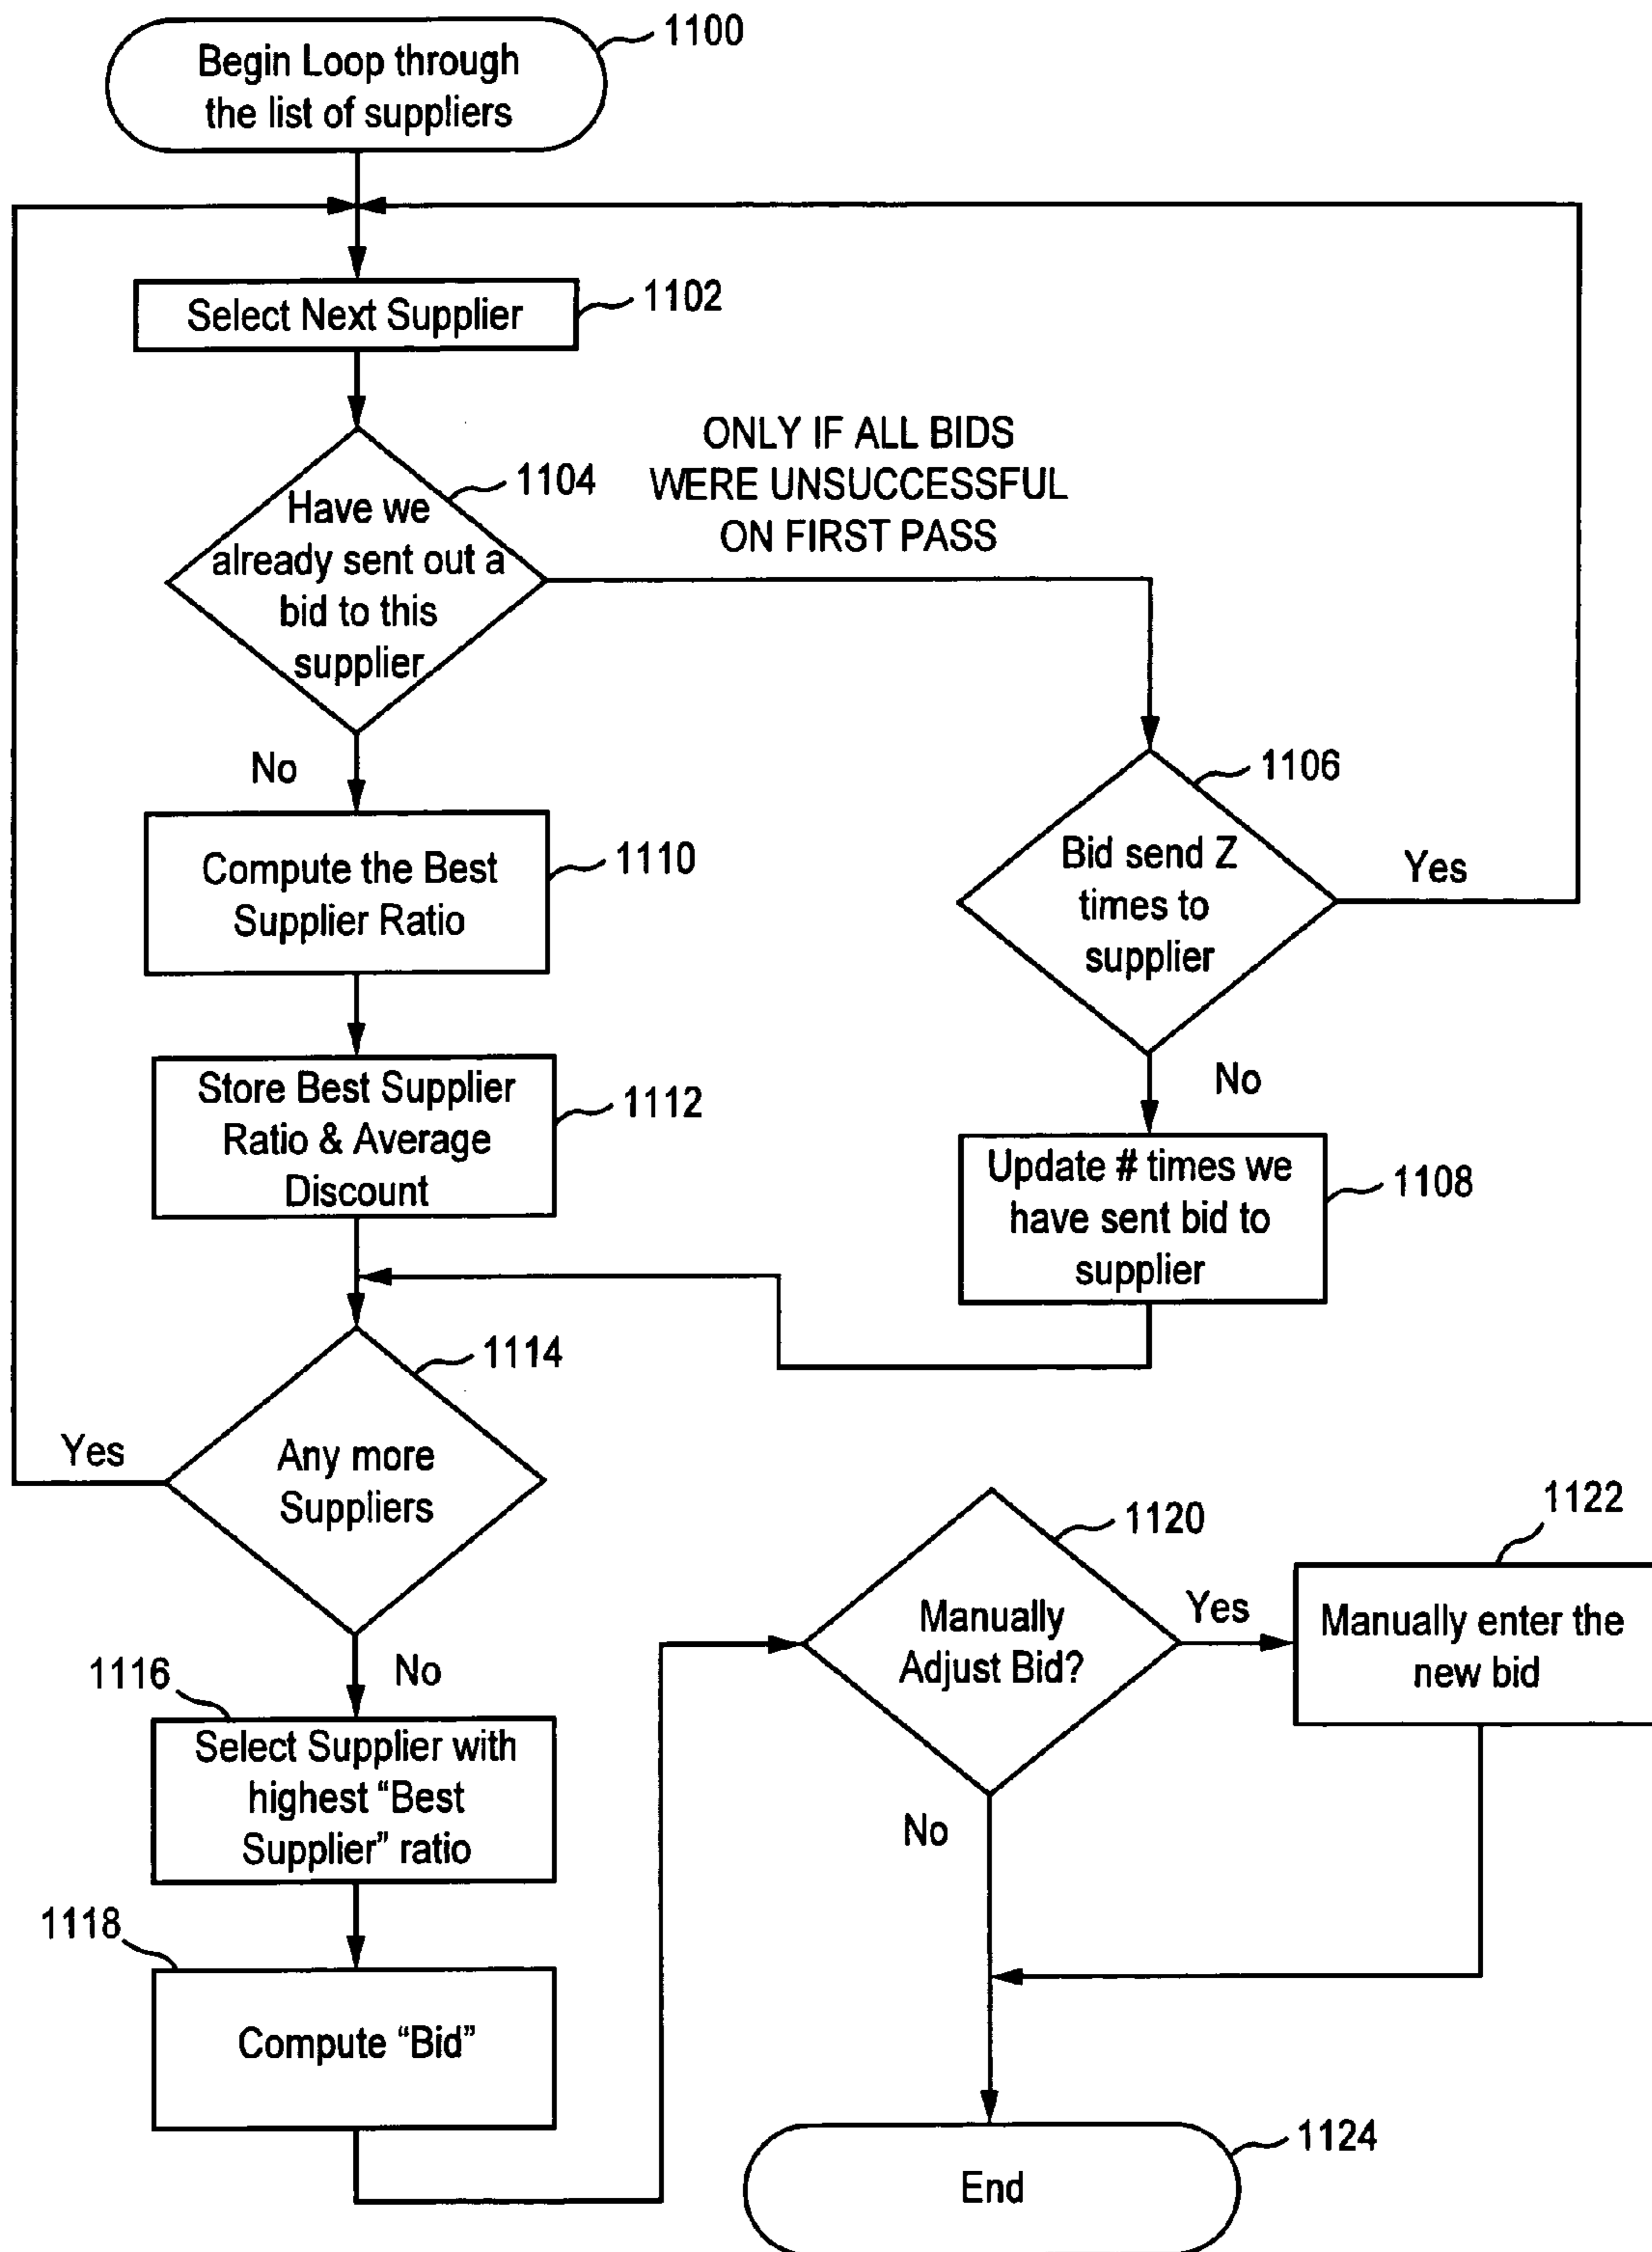 1100
Begin Loop through
the list of suppliers
Select Next Supplier
1102
ONLY IF ALL BIDS
WERE UNSUCCESSFUL
ON FIRST PASS
1104
Have we
already sent out a
bid to this
supplier
No
1106
Bid send Z
times to
supplier
Yes
Compute the Best
Supplier Ratio
1110
No
Store Best Supplier
Ratio & Average
Discount
1112
Update # times we
have sent bid to
supplier
1108
1114
Any more
Suppliers
Yes
No
1116
Select Supplier with
highest “Best
Supplier” ratio
1118
Compute “Bid”
1120
Manually
Adjust Bid?
Yes
1122
Manually enter the
new bid
No
1124
End